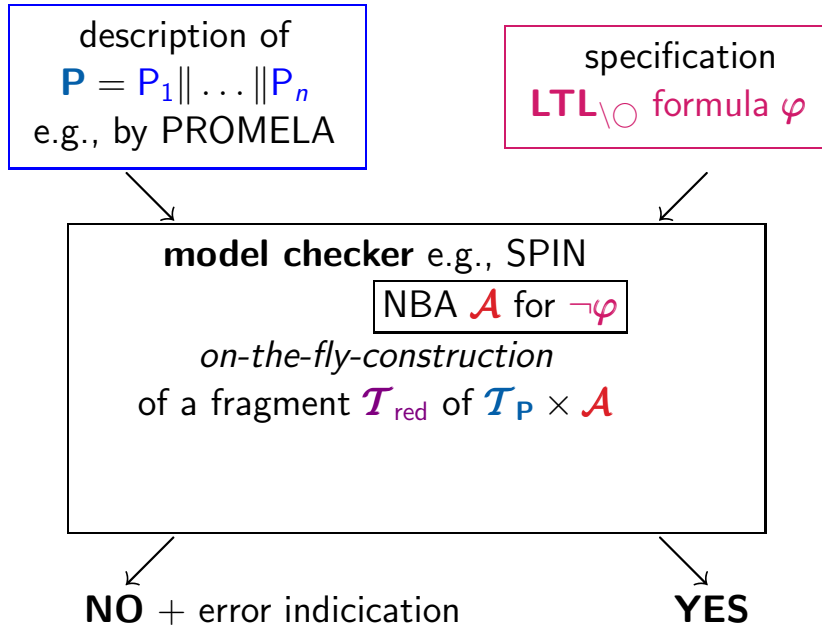 description of
P = P₁‖ … ‖Pₙ
e.g., by PROMELA
specification
LTL\◯ formula φ
model checker e.g., SPIN
NBA 𝓐 for ¬φ
on-the-fly-construction
of a fragment 𝓣red of 𝓣P × 𝓐
NO + error indicication
YES